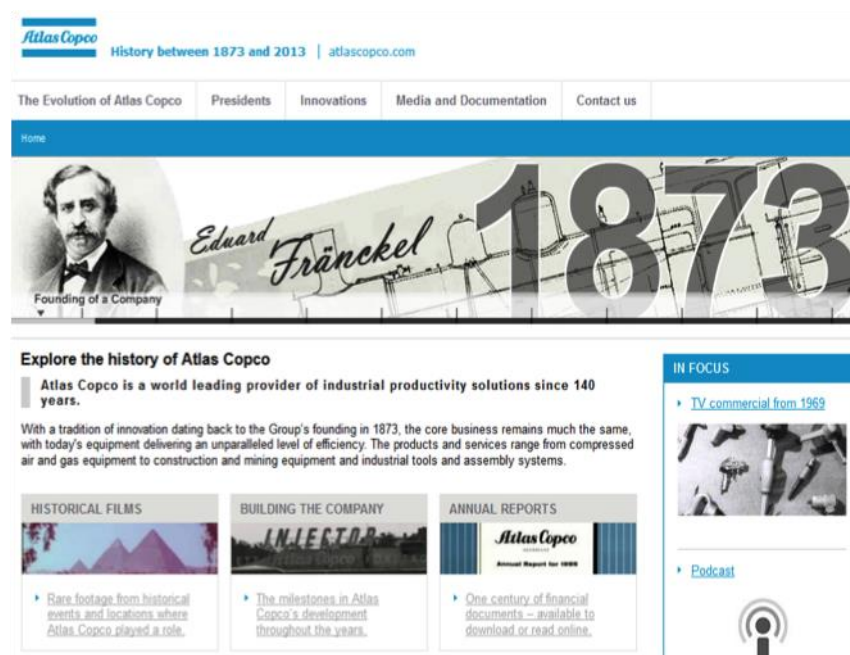 Atlas Copco
History between 1873 and 2013 | atlascopco.com
The Evolution of Atlas Copco Presidents Innovations Media and Documentation Contact us
Home
Eduard
Fränckel
1873
Founding of a Company
Explore the history of Atlas Copco
Atlas Copco is a world leading provider of industrial productivity solutions since 140
years.
With a tradition of innovation dating back to the Group's founding in 1873, the core business remains much the same,
with today's equipment delivering an unparalleled level of efficiency. The products and services range from compressed
air and gas equipment to construction and mining equipment and industrial tools and assembly systems.
HISTORICAL FILMS
Rare footage from historical
events and locations where
Atlas Copco played a role.
BUILDING THE COMPANY
INJECTOR
Atlas Copco
The milestones in Atlas
Copco's development
throughout the years.
ANNUAL REPORTS
Atlas Copco
Annual Report for
One century of financial
documents – available to
download or read online.
IN FOCUS
TV commercial from 1969
Podcast